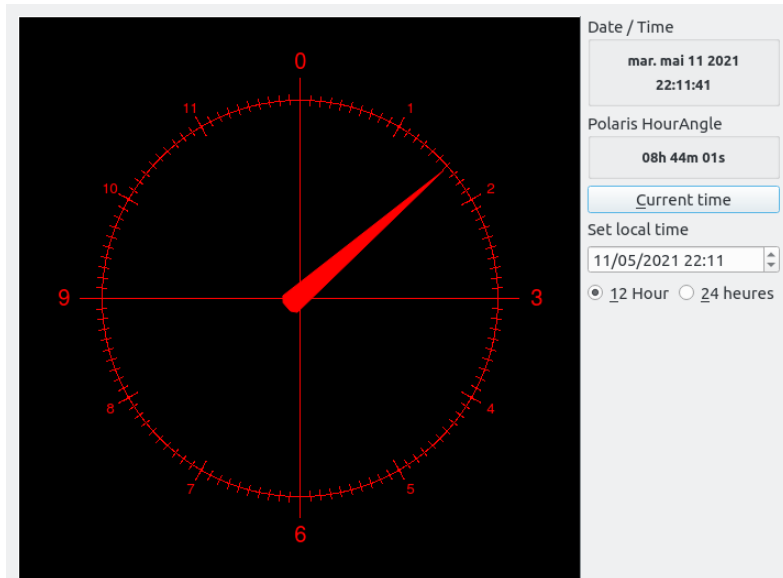 0
11
1
10
2
9
3
8
4
7
5
6
Date / Time
mar. mai 11 2021
22:11:41
Polaris HourAngle
08h 44m 01s
Current time
Set local time
11/05/2021 22:11
12 Hour 24 heures